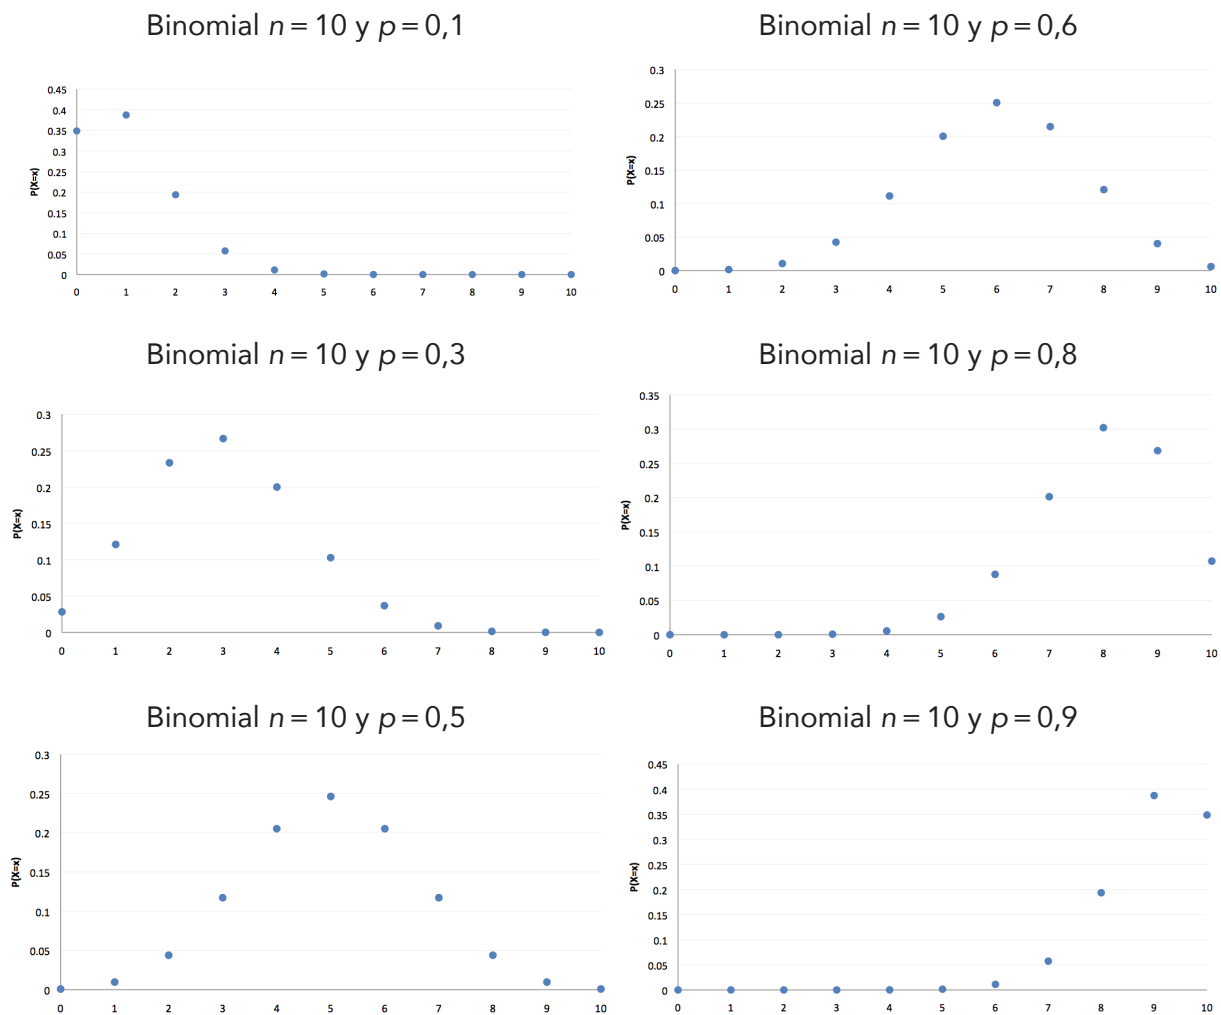 Binomial n = 10 y p = 0,1
0.45
0.4
0.35
0.3
0.25
0.2
0.15
0.1
0.05
0
P(X=x)
0 1 2 3 4 5 6 7 8 9 10
Binomial n = 10 y p = 0,6
0.3
0.25
0.2
0.15
0.1
0.05
0
P(X=x)
0 1 2 3 4 5 6 7 8 9 10
Binomial n = 10 y p = 0,3
0.3
0.25
0.2
0.15
0.1
0.05
0
P(X=x)
0 1 2 3 4 5 6 7 8 9 10
Binomial n = 10 y p = 0,8
0.35
0.3
0.25
0.2
0.15
0.1
0.05
0
P(X=x)
0 1 2 3 4 5 6 7 8 9 10
Binomial n = 10 y p = 0,5
0.3
0.25
0.2
0.15
0.1
0.05
0
P(X=x)
0 1 2 3 4 5 6 7 8 9 10
Binomial n = 10 y p = 0,9
0.45
0.4
0.35
0.3
0.25
0.2
0.15
0.1
0.05
0
P(X=x)
0 1 2 3 4 5 6 7 8 9 10